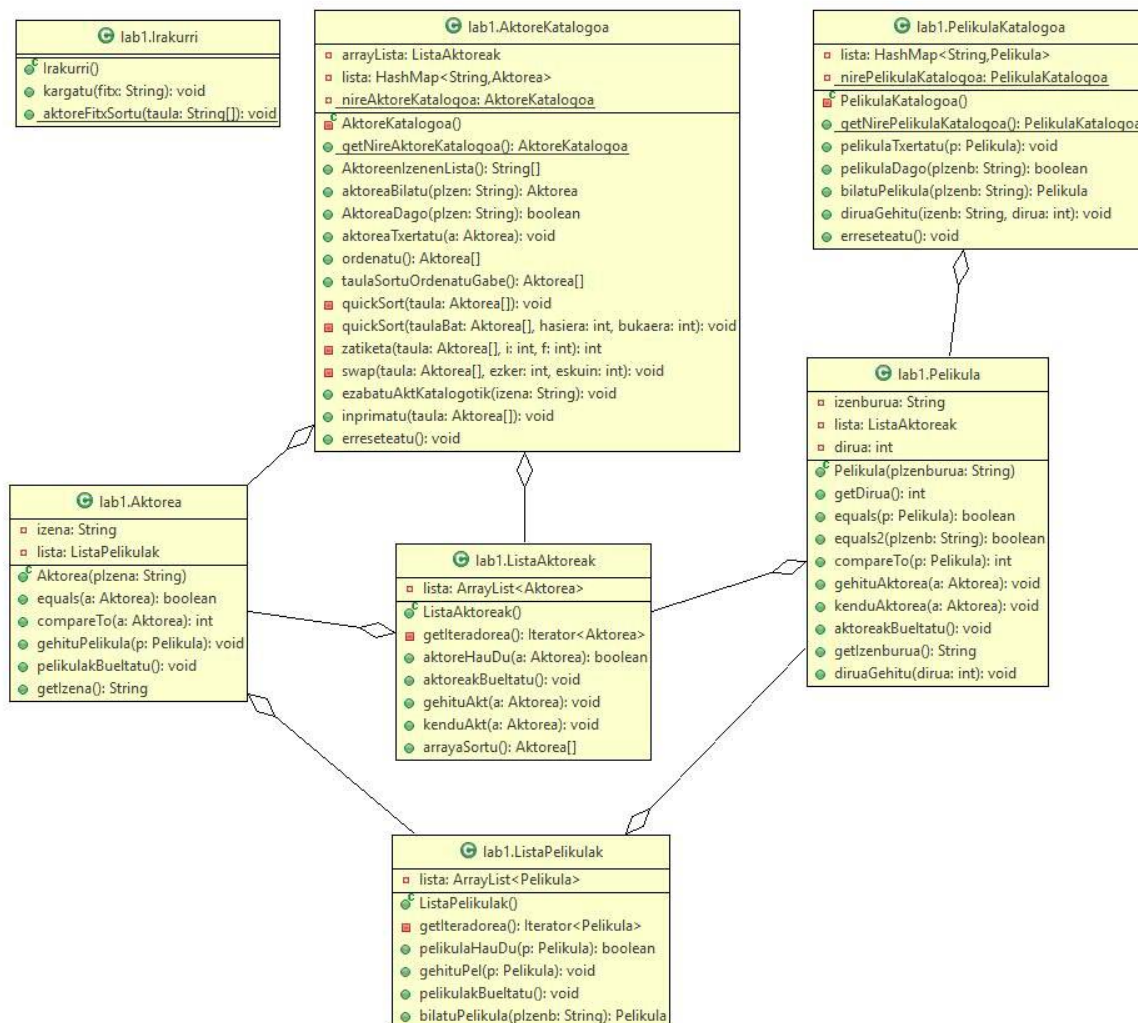 lab1.Irakurri
Irakurri()
kargatu(fitx: String): void
aktoreFitxSortu(taula: String[]): void
lab1.AktoreKatalogoa
arrayLista: ListaAktoreak
lista: HashMap<String,Aktorea>
nireAktoreKatalogoa: AktoreKatalogoa
AktoreKatalogoa()
getNireAktoreKatalogoa(): AktoreKatalogoa
AktoreenIzenenLista(): String[]
aktoreaBilatu(pIzen: String): Aktorea
AktoreaDago(pIzen: String): boolean
aktoreaTxertatu(a: Aktorea): void
ordenatu(): Aktorea[]
taulaSortuOrdenatuGabe(): Aktorea[]
quickSort(taula: Aktorea[]): void
quickSort(taulaBat: Aktorea[], hasiera: int, bukaera: int): void
zatiketa(taula: Aktorea[], i: int, f: int): int
swap(taula: Aktorea[], ezker: int, eskuin: int): void
ezabatuAktKatalogotik(izena: String): void
inprimatu(taula: Aktorea[]): void
erreseteatu(): void
lab1.PelikulaKatalogoa
lista: HashMap<String,Pelikula>
nirePelikulaKatalogoa: PelikulaKatalogoa
PelikulaKatalogoa()
getNirePelikulaKatalogoa(): PelikulaKatalogoa
pelikulaTxertatu(p: Pelikula): void
pelikulaDago(pIzenb: String): boolean
bilatuPelikula(pIzenb: String): Pelikula
diruaGehitu(izenb: String, dirua: int): void
erreseteatu(): void
lab1.Pelikula
izenburua: String
lista: ListaAktoreak
dirua: int
Pelikula(pIzenburua: String)
getDirua(): int
equals(p: Pelikula): boolean
equals2(pIzenb: String): boolean
compareTo(p: Pelikula): int
gehituAktorea(a: Aktorea): void
kenduAktorea(a: Aktorea): void
aktoreakBueltatu(): void
getIzenburua(): String
diruaGehitu(dirua: int): void
lab1.Aktorea
izena: String
lista: ListaPelikulak
Aktorea(pIzena: String)
equals(a: Aktorea): boolean
compareTo(a: Aktorea): int
gehituPelikula(p: Pelikula): void
pelikulakBueltatu(): void
getIzena(): String
lab1.ListaAktoreak
lista: ArrayList<Aktorea>
ListaAktoreak()
getIteradorea(): Iterator<Aktorea>
aktoreHauDu(a: Aktorea): boolean
aktoreakBueltatu(): void
gehituAkt(a: Aktorea): void
kenduAkt(a: Aktorea): void
arrayaSortu(): Aktorea[]
lab1.ListaPelikulak
lista: ArrayList<Pelikula>
ListaPelikulak()
getIteradorea(): Iterator<Pelikula>
pelikulaHauDu(p: Pelikula): boolean
gehituPel(p: Pelikula): void
pelikulakBueltatu(): void
bilatuPelikula(pIzenb: String): Pelikula